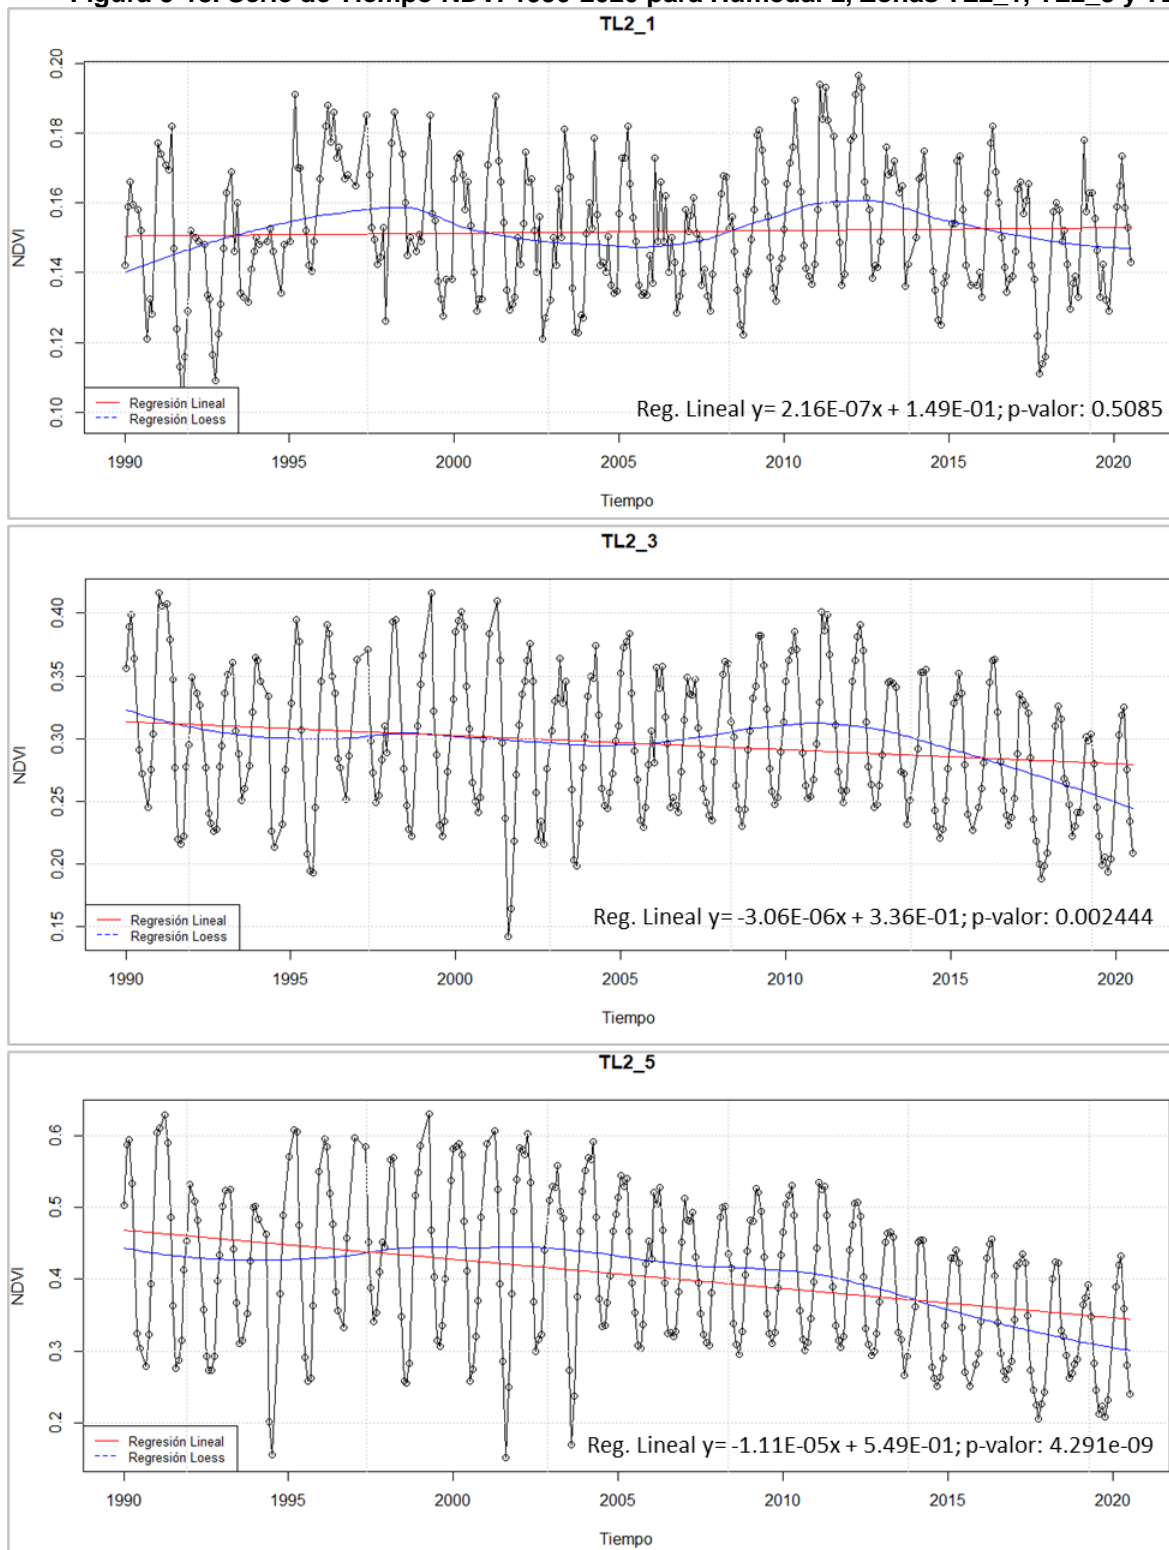 TL2_1
NDVI
0.20
0.18
0.16
0.14
0.12
0.10
Regresión Lineal
Regresión Loess
Reg. Lineal y= 2.16E-07x + 1.49E-01; p-valor: 0.5085
1990 1995 2000 2005 2010 2015 2020
Tiempo
TL2_3
NDVI
0.40
0.35
0.30
0.25
0.20
0.15
Regresión Lineal
Regresión Loess
Reg. Lineal y= -3.06E-06x + 3.36E-01; p-valor: 0.002444
1990 1995 2000 2005 2010 2015 2020
Tiempo
TL2_5
NDVI
0.6
0.5
0.4
0.3
0.2
Regresión Lineal
Regresión Loess
Reg. Lineal y= -1.11E-05x + 5.49E-01; p-valor: 4.291e-09
1990 1995 2000 2005 2010 2015 2020
Tiempo